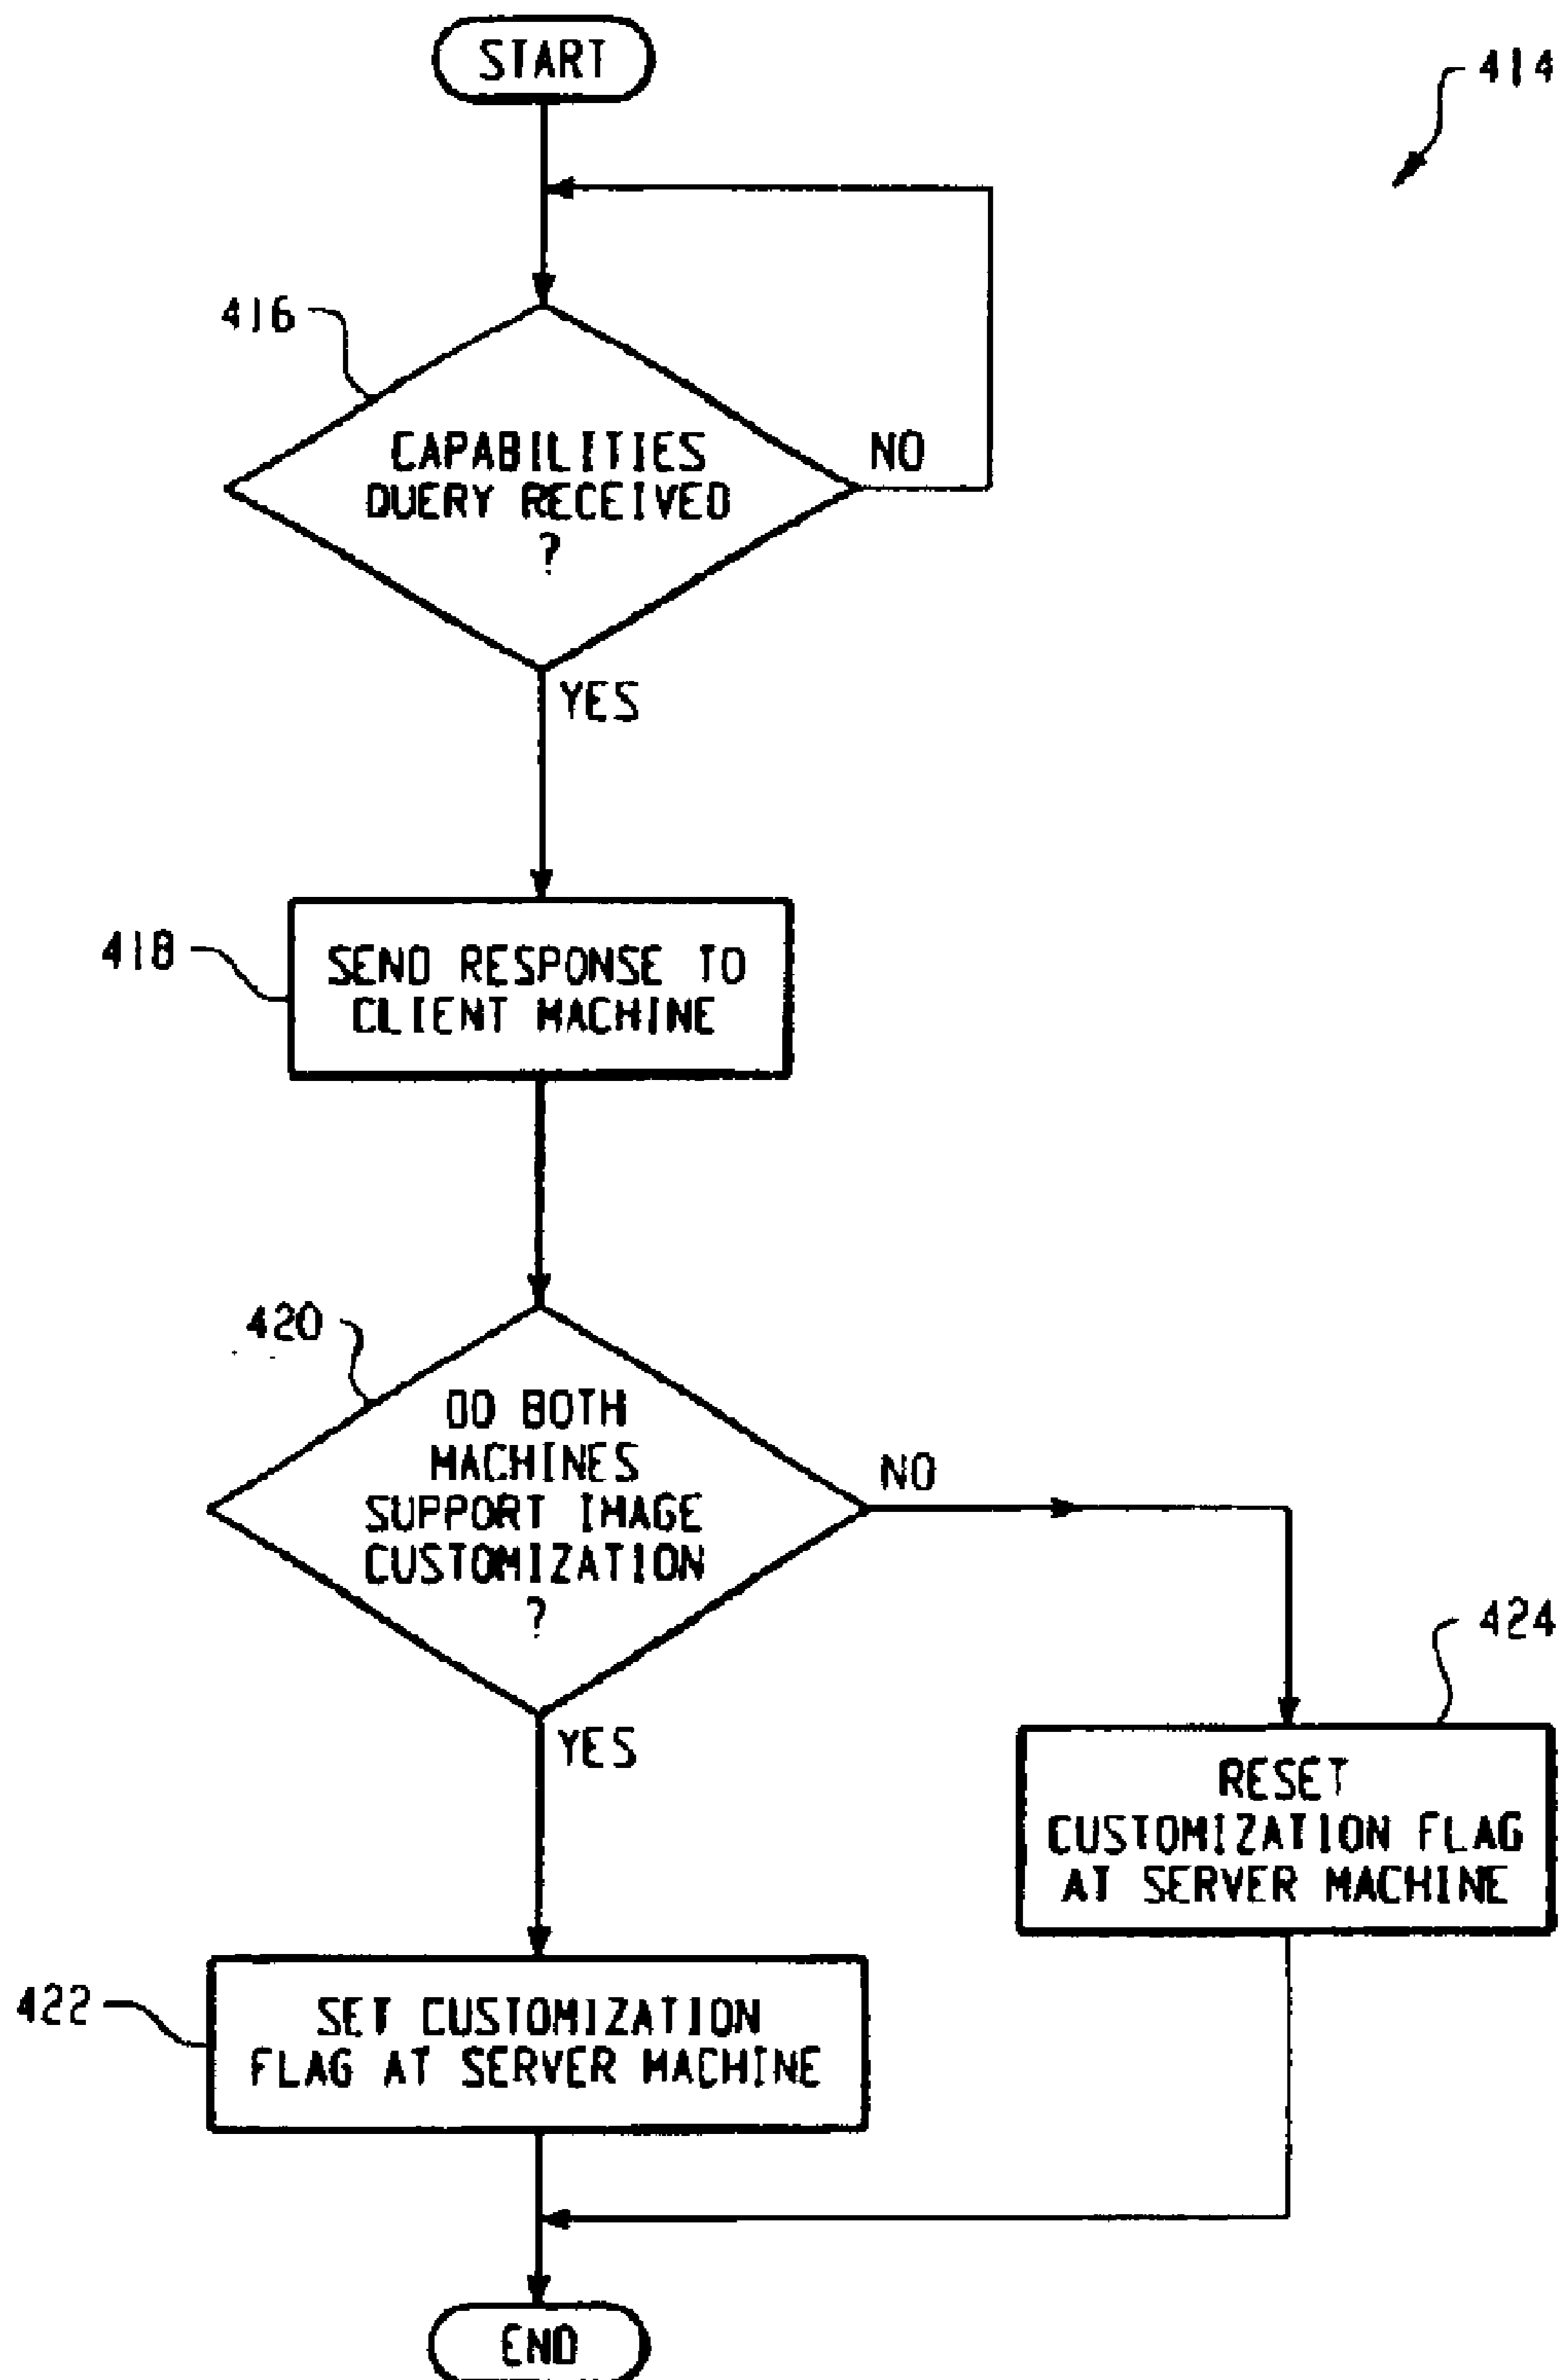 START
414
416
CAPABILITIES
QUERY RECEIVED
?
NO
YES
418
SEND RESPONSE TO
CLIENT MACHINE
420
DO BOTH
MACHINES
SUPPORT IMAGE
CUSTOMIZATION
?
NO
YES
424
RESET
CUSTOMIZATION FLAG
AT SERVER MACHINE
422
SET CUSTOMIZATION
FLAG AT SERVER MACHINE
END